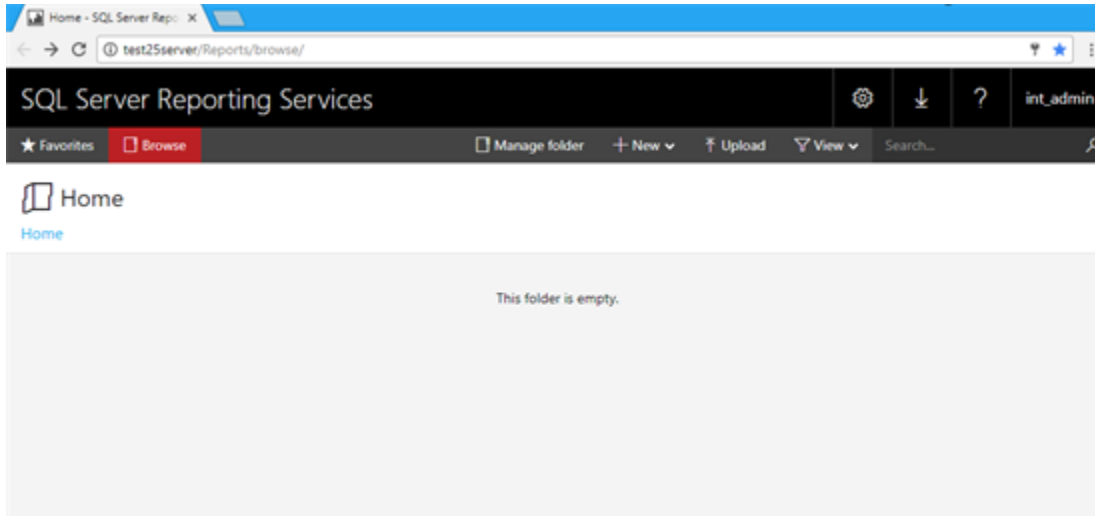 Home - SQL Server Rep
test25server/Reports/browse/
SQL Server Reporting Services
? int_admin
Favorites Browse Manage folder New Upload View Search...
Home
Home
This folder is empty.